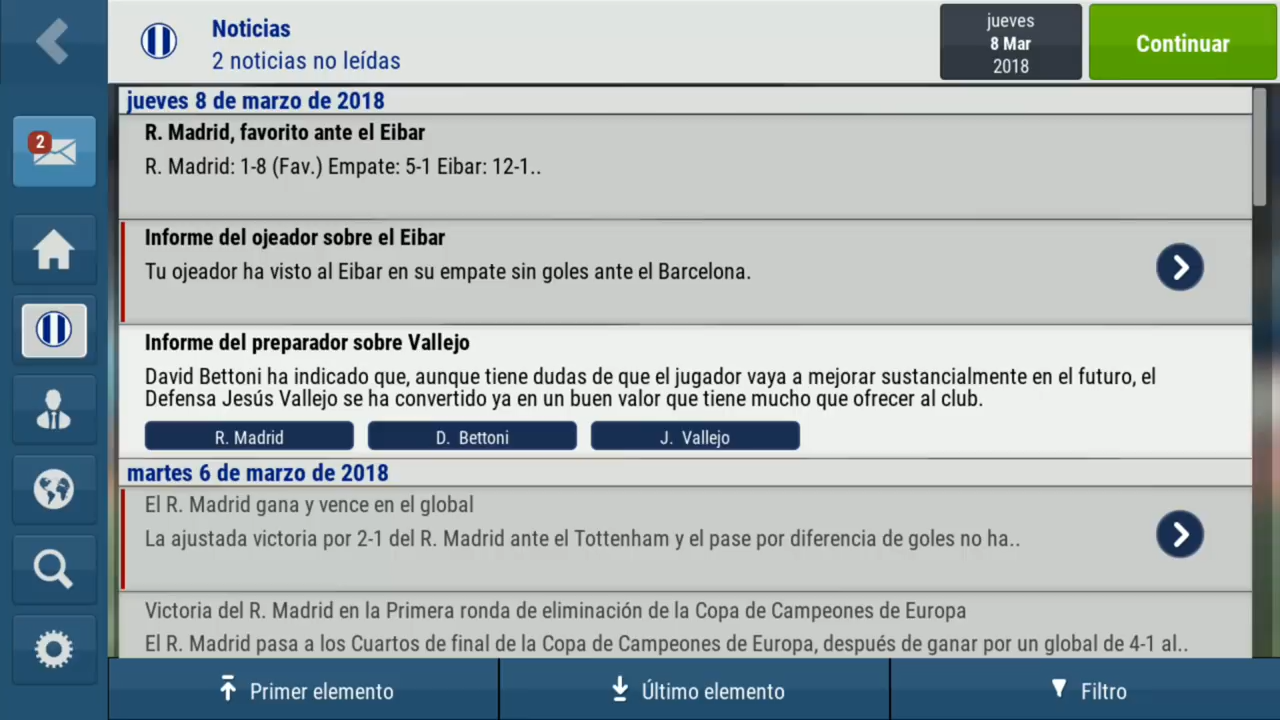 Noticias
2 noticias no leídas
jueves
8 Mar
2018
Continuar
2
jueves 8 de marzo de 2018
R. Madrid, favorito ante el Eibar
R. Madrid: 1-8 (Fav.) Empate: 5-1 Eibar: 12-1..
Informe del ojeador sobre el Eibar
Tu ojeador ha visto al Eibar en su empate sin goles ante el Barcelona.
Informe del preparador sobre Vallejo
David Bettoni ha indicado que, aunque tiene dudas de que el jugador vaya a mejorar sustancialmente en el futuro, el
Defensa Jesús Vallejo se ha convertido ya en un buen valor que tiene mucho que ofrecer al club.
R. Madrid
D. Bettoni
J. Vallejo
martes 6 de marzo de 2018
El R. Madrid gana y vence en el global
La ajustada victoria por 2-1 del R. Madrid ante el Tottenham y el pase por diferencia de goles no ha..
Victoria del R. Madrid en la Primera ronda de eliminación de la Copa de Campeones de Europa
El R. Madrid pasa a los Cuartos de final de la Copa de Campeones de Europa, después de ganar por un global de 4-1 al..
Primer elemento
Último elemento
Filtro